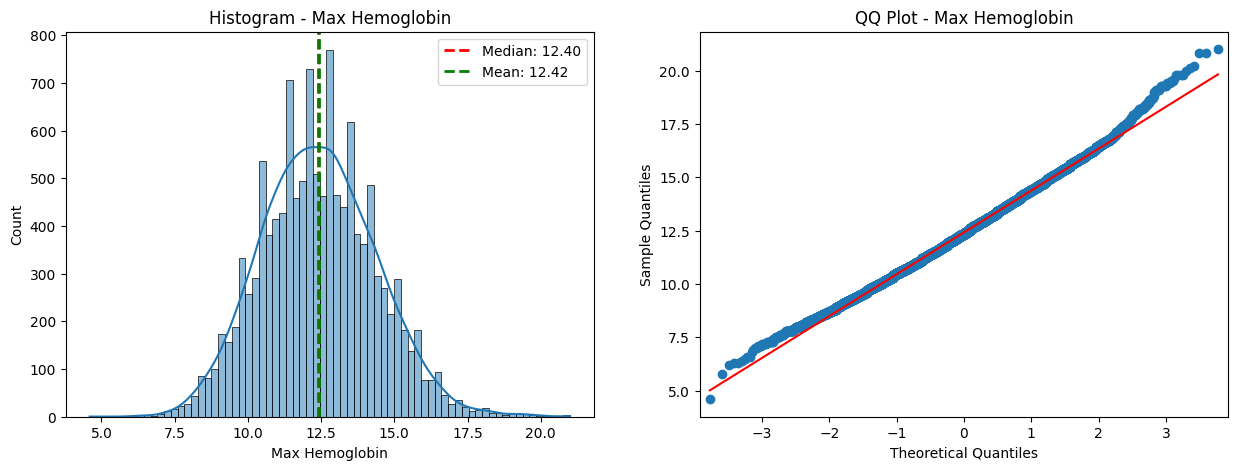 Histogram - Max Hemoglobin
Median: 12.40
Mean: 12.42
800
700
600
500
400
300
200
100
0
Count
5.0 7.5 10.0 12.5 15.0 17.5 20.0
Max Hemoglobin
QQ Plot - Max Hemoglobin
20.0
17.5
15.0
12.5
10.0
7.5
5.0
Sample Quantiles
−3 −2 −1 0 1 2 3
Theoretical Quantiles